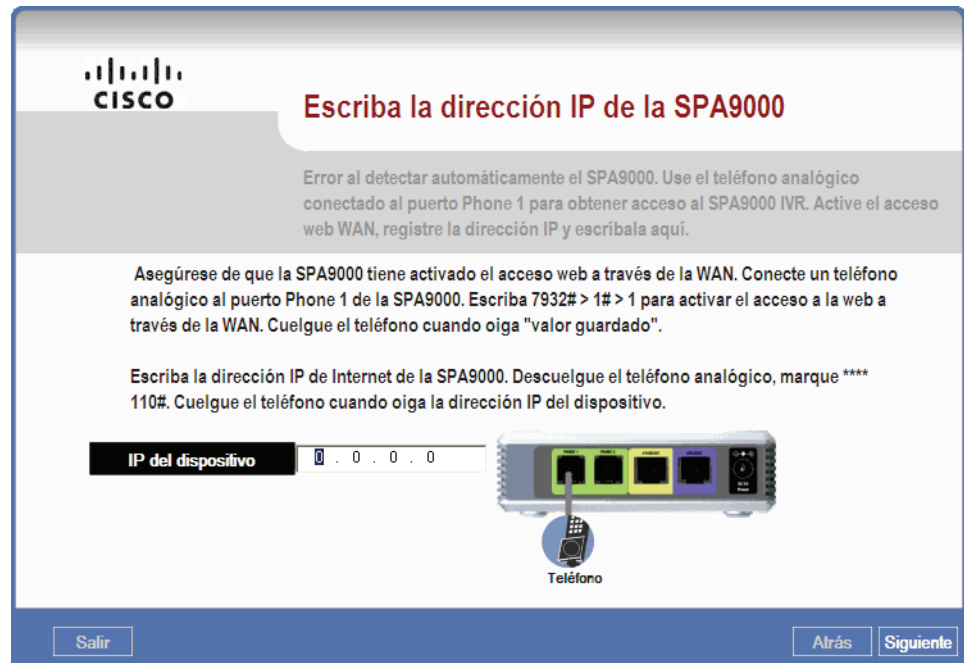 CISCO
Escriba la dirección IP de la SPA9000
Error al detectar automáticamente el SPA9000. Use el teléfono analógico
conectado al puerto Phone 1 para obtener acceso al SPA9000 IVR. Active el acceso
web WAN, registre la dirección IP y escríbala aquí.
Asegúrese de que la SPA9000 tiene activado el acceso web a través de la WAN. Conecte un teléfono
analógico al puerto Phone 1 de la SPA9000. Escriba 7932# > 1# > 1 para activar el acceso a la web a
través de la WAN. Cuelgue el teléfono cuando oiga "valor guardado".
Escriba la dirección IP de Internet de la SPA9000. Descuelgue el teléfono analógico, marque ****
110#. Cuelgue el teléfono cuando oiga la dirección IP del dispositivo.
IP del dispositivo
0 . 0 . 0 . 0
PHONE 1
PHONE 2
Power
Teléfono
Salir
Atrás
Siguiente